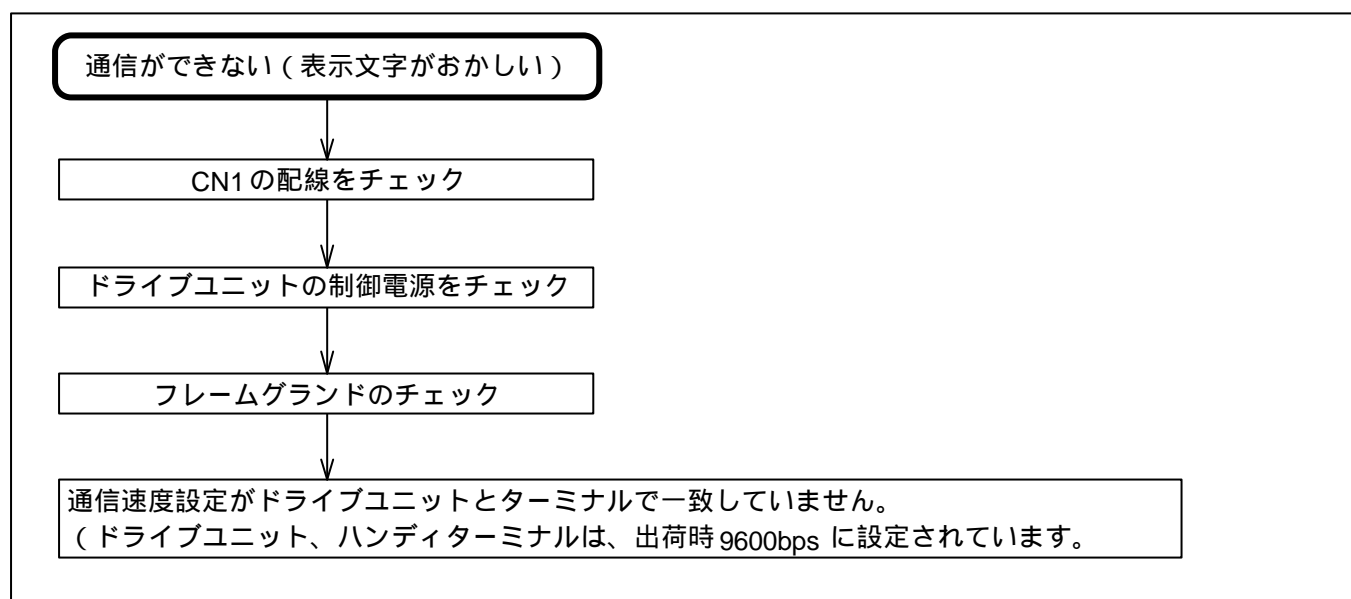 通信ができない（表示文字がおかしい）
CN1の配線をチェック
ドライブユニットの制御電源をチェック
フレームグランドのチェック
通信速度設定がドライブユニットとターミナルで一致していません。
（ドライブユニット、ハンディターミナルは、出荷時9600bps に設定されています。